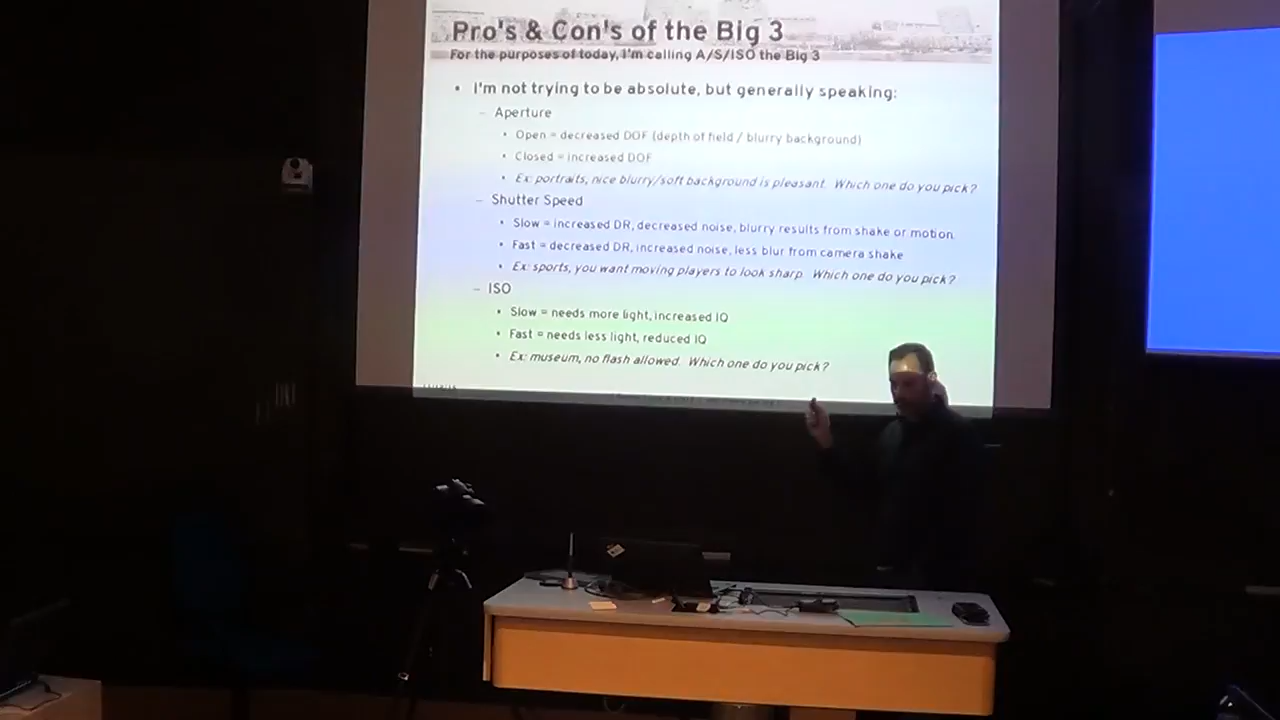 Pro's & Con's of the Big 3
For the purposes of today, I'm calling A/S/ISO the Big 3
• I'm not trying to be absolute, but generally speaking:
– Aperture
• Open = decreased DOF (depth of field / blurry background)
• Closed = increased DOF
• Ex: portraits, nice blurry/soft background is pleasant. Which one do you pick?
– Shutter Speed
• Slow = increased DR, decreased noise, blurry results from shake or motion.
• Fast = decreased DR, increased noise, less blur from camera shake
• Ex: sports, you want moving players to look sharp. Which one do you pick?
– ISO
• Slow = needs more light, increased IQ
• Fast = needs less light, reduced IQ
• Ex: museum, no flash allowed. Which one do you pick?